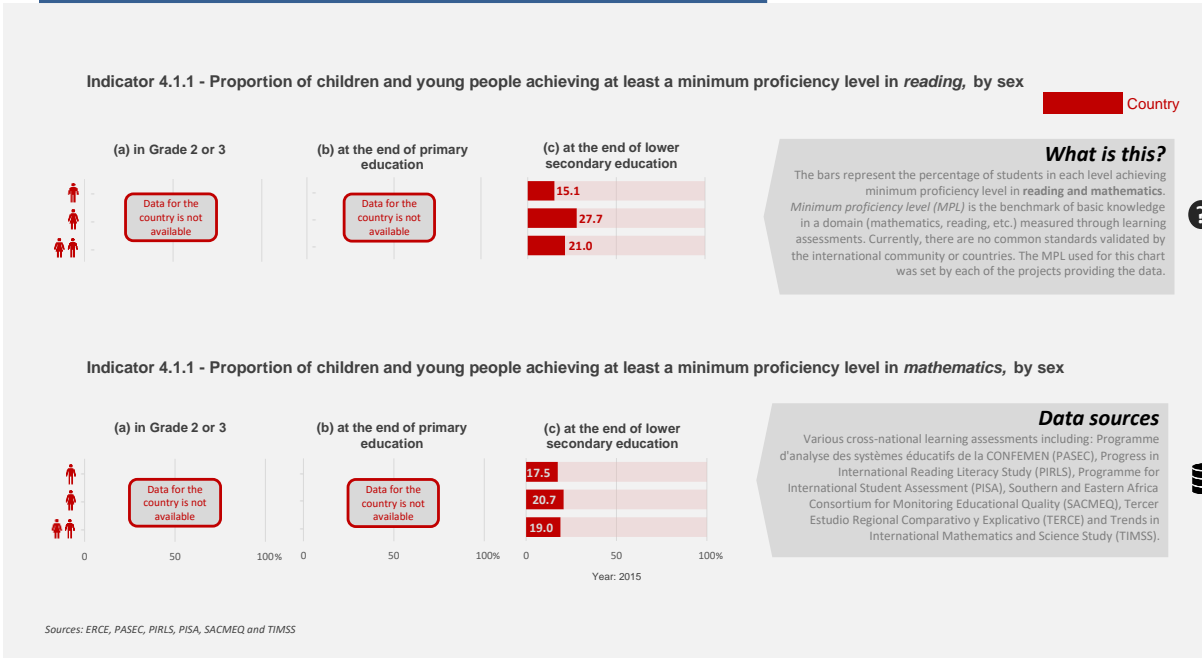 Indicator 4.1.1 - Proportion of children and young people achieving at least a minimum proficiency level in reading, by sex
Country
(a) in Grade 2 or 3
Data for the
country is not
available
(b) at the end of primary
education
Data for the
country is not
available
(c) at the end of lower
secondary education
15.1
27.7
21.0
What is this?
The bars represent the percentage of students in each level achieving
minimum proficiency level in reading and mathematics.
Minimum proficiency level (MPL) is the benchmark of basic knowledge
in a domain (mathematics, reading, etc.) measured through learning
assessments. Currently, there are no common standards validated by
the international community or countries. The MPL used for this chart
was set by each of the projects providing the data.
?
Indicator 4.1.1 - Proportion of children and young people achieving at least a minimum proficiency level in mathematics, by sex
(a) in Grade 2 or 3
Data for the
country is not
available
0 50 100%
(b) at the end of primary
education
Data for the
country is not
available
0 50 100%
(c) at the end of lower
secondary education
17.5
20.7
19.0
0 50 100%
Year: 2015
Data sources
Various cross-national learning assessments including: Programme
d'analyse des systèmes éducatifs de la CONFEMEN (PASEC), Progress in
International Reading Literacy Study (PIRLS), Programme for
International Student Assessment (PISA), Southern and Eastern Africa
Consortium for Monitoring Educational Quality (SACMEQ), Tercer
Estudio Regional Comparativo y Explicativo (TERCE) and Trends in
International Mathematics and Science Study (TIMSS).
Sources: ERCE, PASEC, PIRLS, PISA, SACMEQ and TIMSS